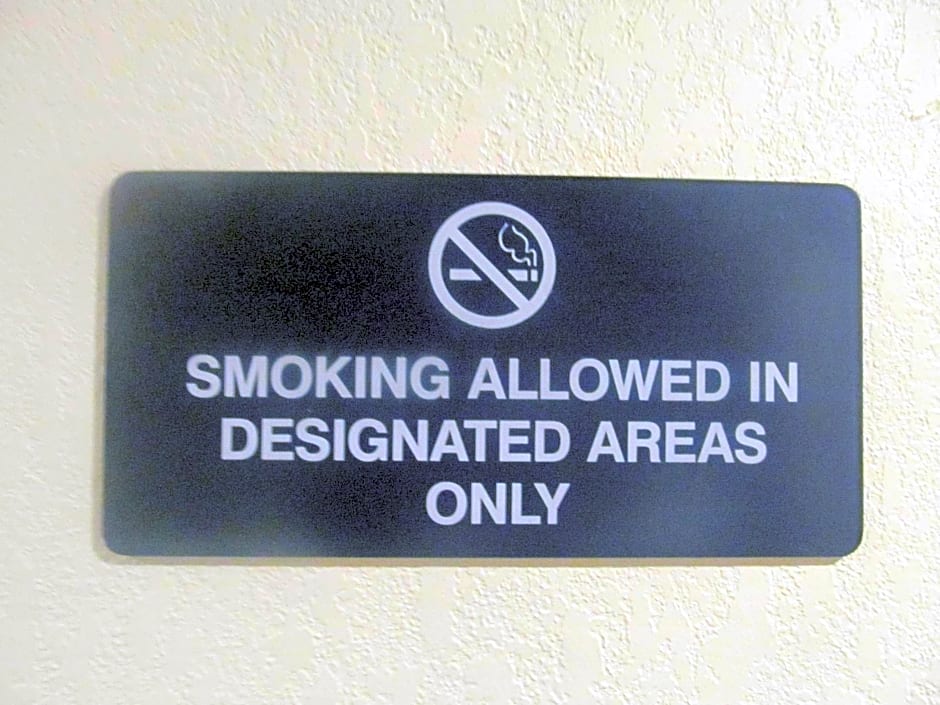 SMOKING ALLOWED IN
DESIGNATED AREAS
ONLY